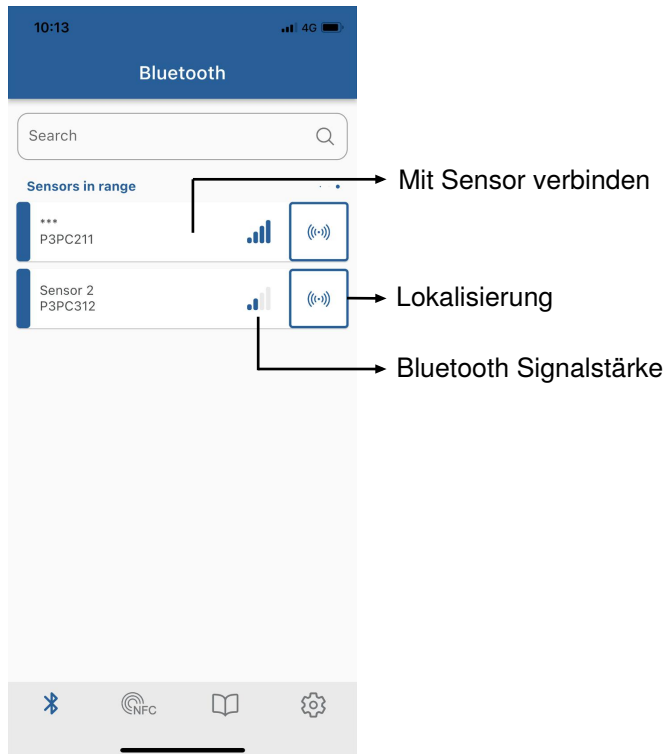 10:13
4G
Bluetooth
Search
Sensors in range
Mit Sensor verbinden
***
P3PC211
Sensor 2
P3PC312
Lokalisierung
Bluetooth Signalstärke
NFC